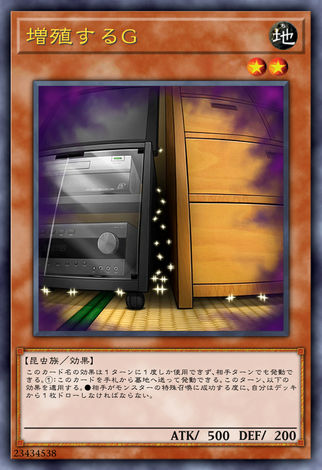 増殖するG
地
【昆虫族/効果】
このカード名の効果は1ターンに1度しか使用できず、相手ターンでも発動で
きる。①:このカードを手札から墓地へ送って発動できる。このターン、以下の
効果を適用する。●相手がモンスターの特殊召喚に成功する度に、自分はデッキ
から1枚ドローしなければならない。
ATK/ 500 DEF/ 200
23434538